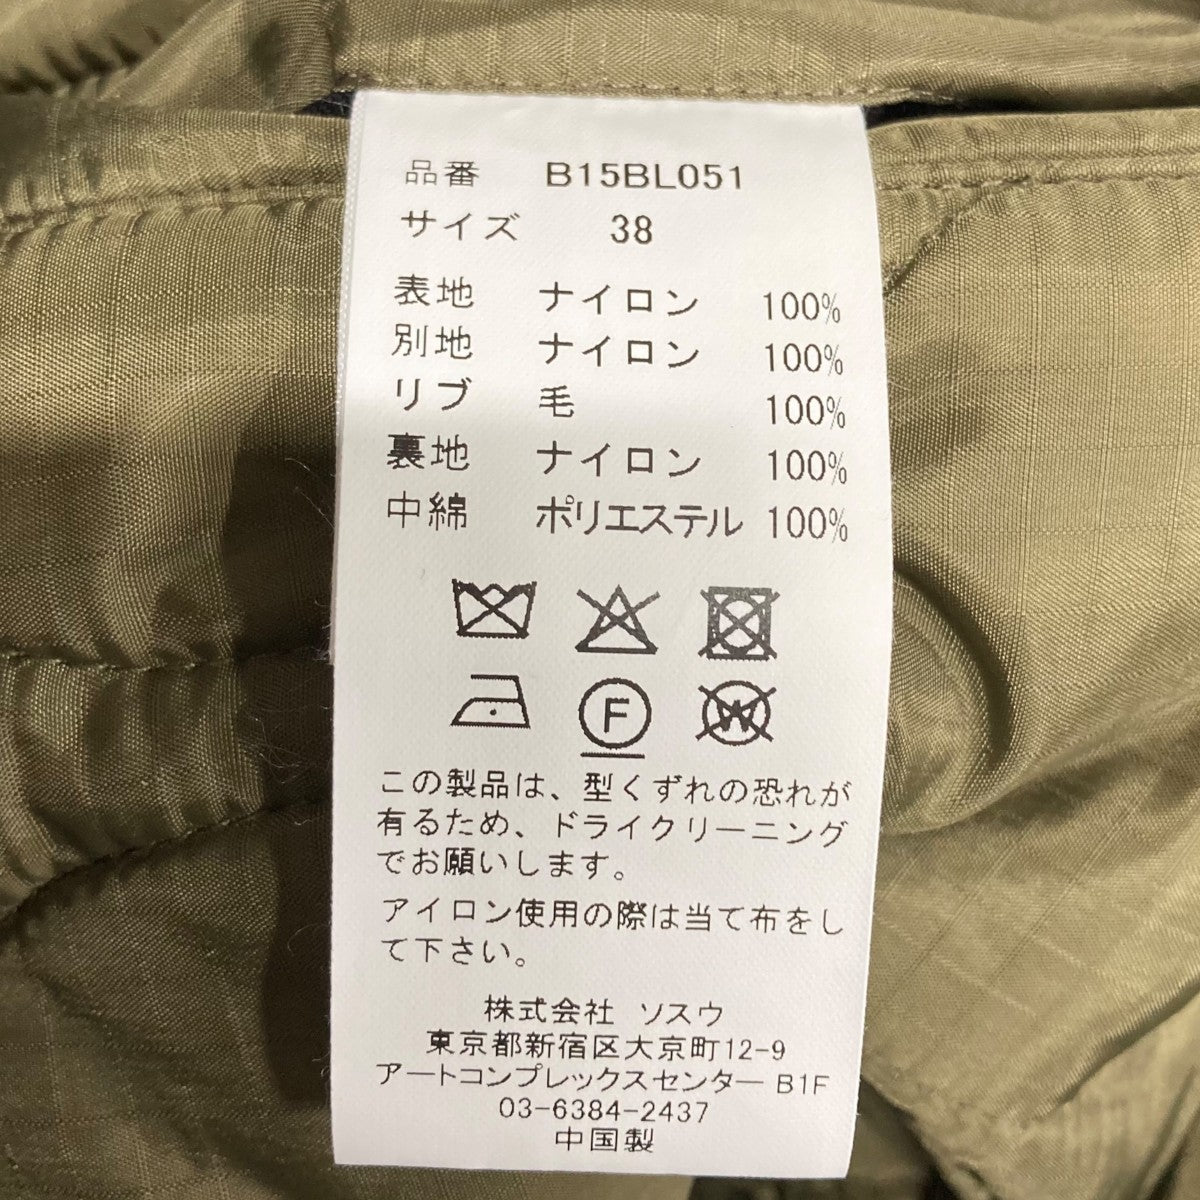 品番 B15BL051
サイズ 38
表地 ナイロン 100%
別地 ナイロン 100%
リブ 毛 100%
裏地 ナイロン 100%
中綿 ポリエステル 100%
F W
この製品は、型くずれの恐れが
有るため、ドライクリーニング
でお願いします。
アイロン使用の際は当て布をし
て下さい。
株式会社 ソスウ
東京都新宿区大京町12-9
アートコンプレックスセンター B1F
03-6384-2437
中国製